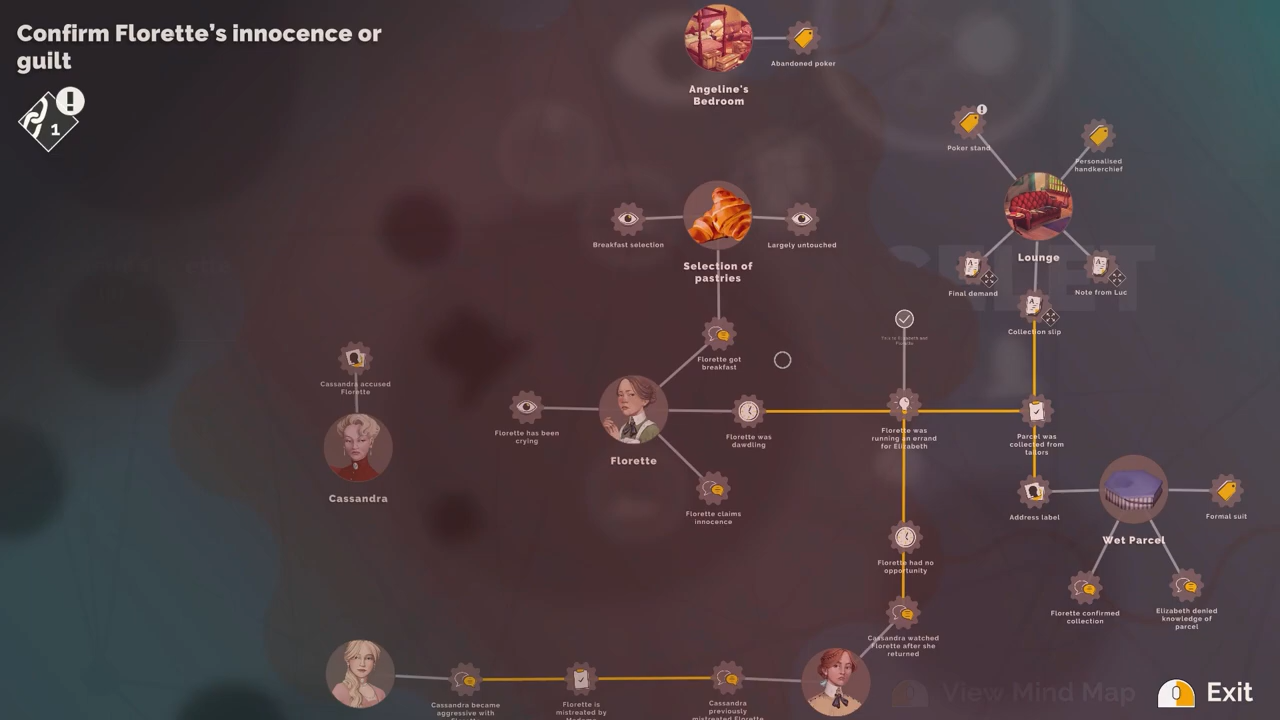 Confirm Florette's innocence or
guilt
1
Abandoned poker
Angeline's
Bedroom
Poker stand
Personalised
handkerchief
Breakfast selection
Largely untouched
Selection of
pastries
Lounge
Final demand
Note from Luc
Collection slip
Florette got
breakfast
Cassandra accused
Florette
Florette has been
crying
Florette was
dawdling
Florette was
running an errand
for Elizabeth
Parcel was
collected from
tailors
Florette
Cassandra
Florette claims
innocence
Address label
Formal suit
Wet Parcel
Florette had no
opportunity
Florette confirmed
collection
Elizabeth denied
knowledge of
parcel
Cassandra watched
Florette after she
returned
Cassandra became
aggressive with
Florette is
mistreated by
Madame
Cassandra
previously
mistreated Florette
View Mind Map
Exit